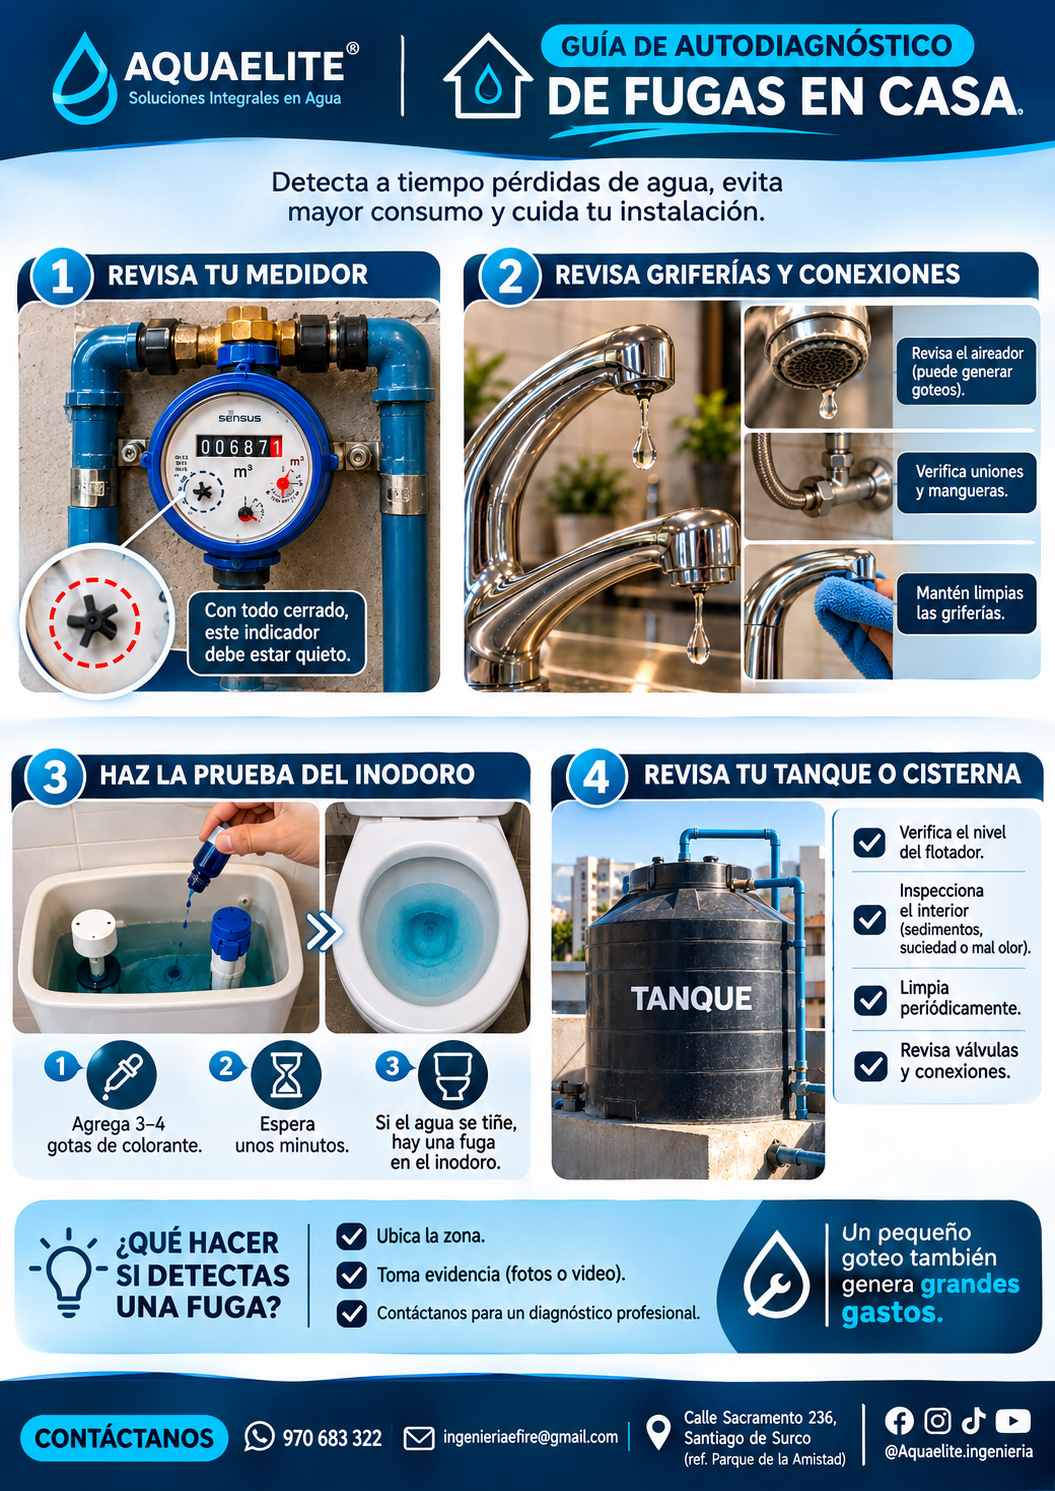 AQUAELITE®
Soluciones Integrales en Agua
GUÍA DE AUTODIAGNÓSTICO
DE FUGAS EN CASA
Detecta a tiempo pérdidas de agua, evita
mayor consumo y cuida tu instalación.
1 REVISA TU MEDIDOR
sensus
006871
m³
m³
Con todo cerrado,
este indicador
debe estar quieto.
2 REVISA GRIFERÍAS Y CONEXIONES
Revisa el aireador
(puede generar
goteos).
Verifica uniones
y mangueras.
Mantén limpias
las griferías.
3 HAZ LA PRUEBA DEL INODORO
1
Agrega 3–4
gotas de colorante.
2
Espera
unos minutos.
3
Si el agua se tiñe,
hay una fuga
en el inodoro.
4 REVISA TU TANQUE O CISTERNA
TANQUE
Verifica el nivel
del flotador.
Inspecciona
el interior
(sedimentos,
suciedad o mal olor).
Limpia
periódicamente.
Revisa válvulas
y conexiones.
¿QUÉ HACER
SI DETECTAS
UNA FUGA?
Ubica la zona.
Toma evidencia (fotos o video).
Contáctanos para un diagnóstico profesional.
Un pequeño
goteo también
genera grandes
gastos.
CONTÁCTANOS
970 683 322
ingenieriaefire@gmail.com
Calle Sacramento 236,
Santiago de Surco
(ref. Parque de la Amistad)
@Aquaelite.ingenieria